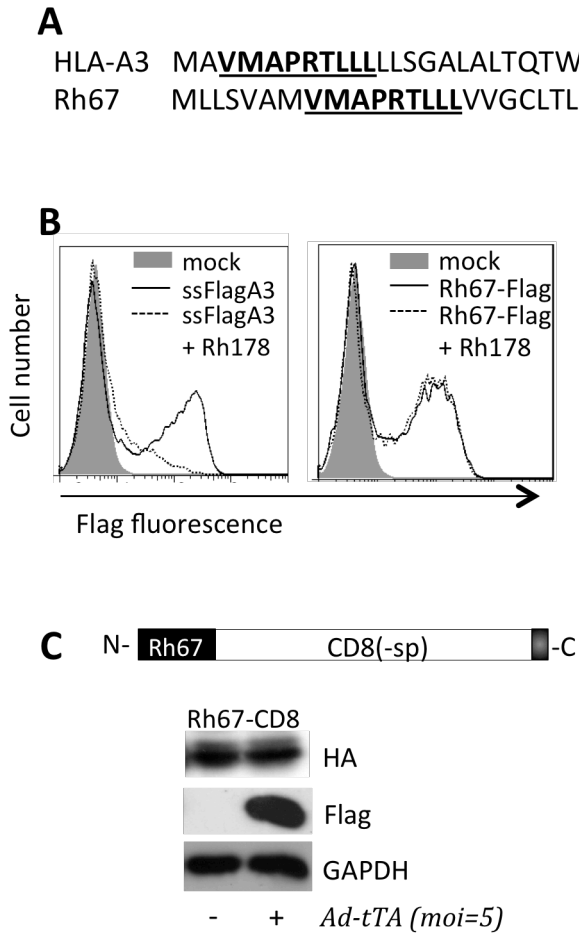 A
HLA-A3 MAVMAPRTLLLLLSGALALTQTW
Rh67 MLLSVAMVMAPRTLLLVVGCLTL
B
Cell number
mock
ssFlagA3
ssFlagA3
+ Rh178
mock
Rh67-Flag
Rh67-Flag
+ Rh178
Flag fluorescence
C
N- Rh67 CD8(-sp) -C
Rh67-CD8
HA
Flag
GAPDH
- + Ad-tTA (moi=5)